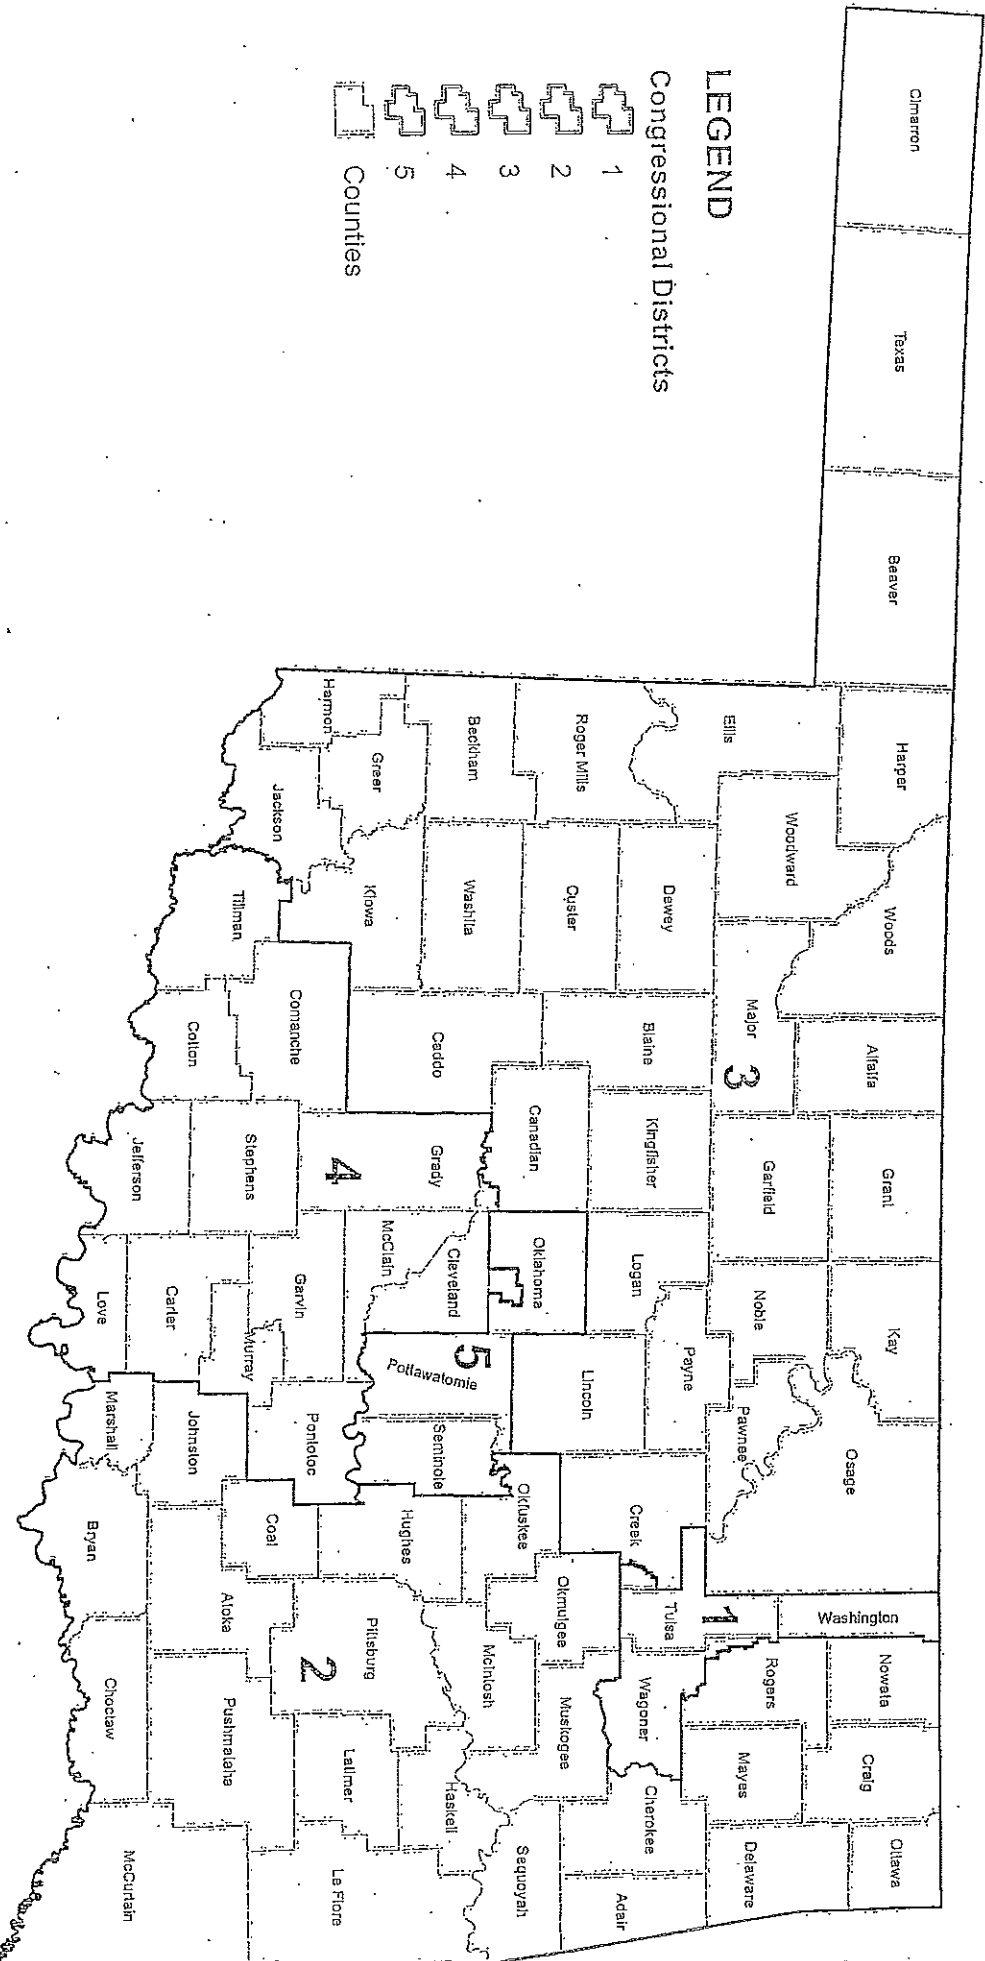 LEGEND
Congressional Districts
1
2
3
4
5
Counties
Cimarron
Texas
Beaver
Harper
Woods
Alfalfa
Grant
Kay
Osage
Washington
Nowata
Craig
Ottawa
Ellis
Woodward
Major
3
Garfield
Noble
Pawnee
1
Rogers
Mayes
Delaware
Roger Mills
Dewey
Blaine
Kingfisher
Logan
Payne
Creek
Tulsa
Wagoner
Cherokee
Adair
Beckham
Custer
Washita
Canadian
Oklahoma
Lincoln
Okfuskee
Okmulgee
Muskogee
Sequoyah
Harmon
Greer
Kiowa
Caddo
Grady
4
McClain
Cleveland
5
Pottawatomie
Seminole
Hughes
McIntosh
Haskell
Jackson
Tillman
Comanche
Cotton
Stephens
Garvin
Murray
Pontotoc
Coal
Pittsburg
2
Latimer
Le Flore
Jefferson
Carter
Love
Johnston
Marshall
Atoka
Bryan
Pushmataha
Choctaw
McCurtain